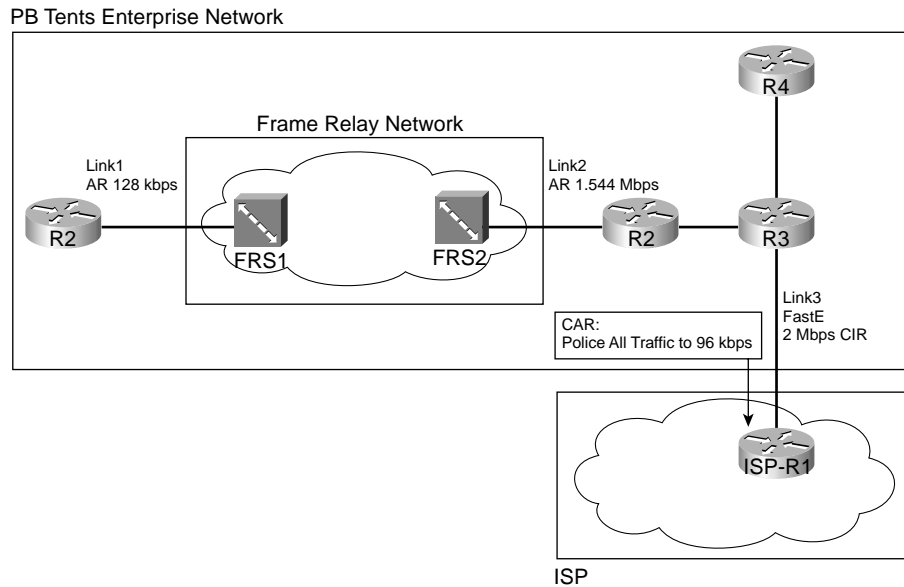 PB Tents Enterprise Network
R4
Frame Relay Network
Link1
AR 128 kbps
Link2
AR 1.544 Mbps
R2
FRS1
FRS2
R2
R3
Link3
FastE
2 Mbps CIR
CAR:
Police All Traffic to 96 kbps
ISP-R1
ISP